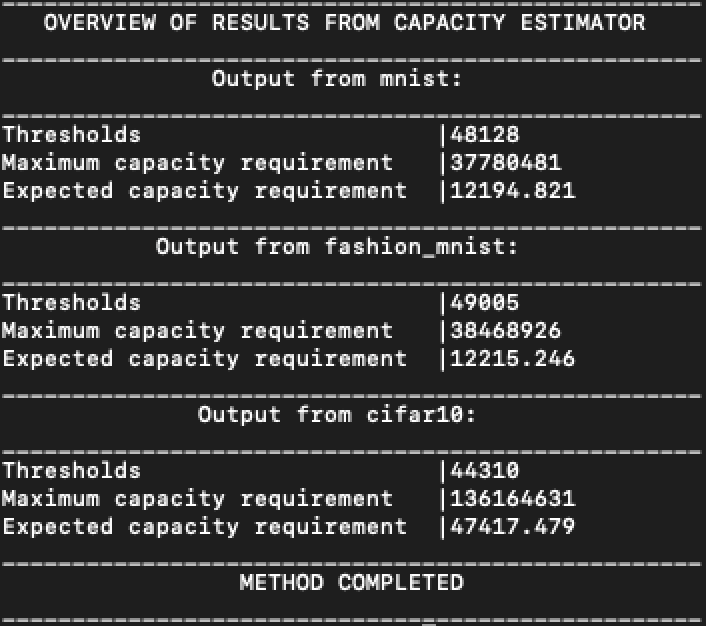 OVERVIEW OF RESULTS FROM CAPACITY ESTIMATOR
Output from mnist:
Thresholds |48128
Maximum capacity requirement |37780481
Expected capacity requirement |12194.821
Output from fashion_mnist:
Thresholds |49005
Maximum capacity requirement |38468926
Expected capacity requirement |12215.246
Output from cifar10:
Thresholds |44310
Maximum capacity requirement |136164631
Expected capacity requirement |47417.479
METHOD COMPLETED